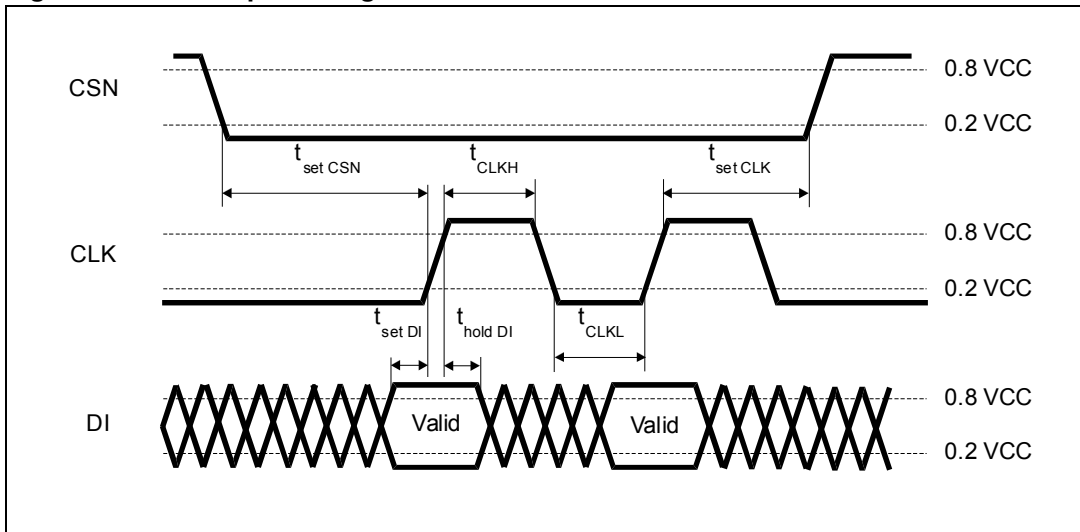 CSN
0.8 VCC
0.2 VCC
t set CSN
t CLKH
t set CLK
CLK
0.8 VCC
0.2 VCC
t set DI
t hold DI
t CLKL
DI
Valid
Valid
0.8 VCC
0.2 VCC